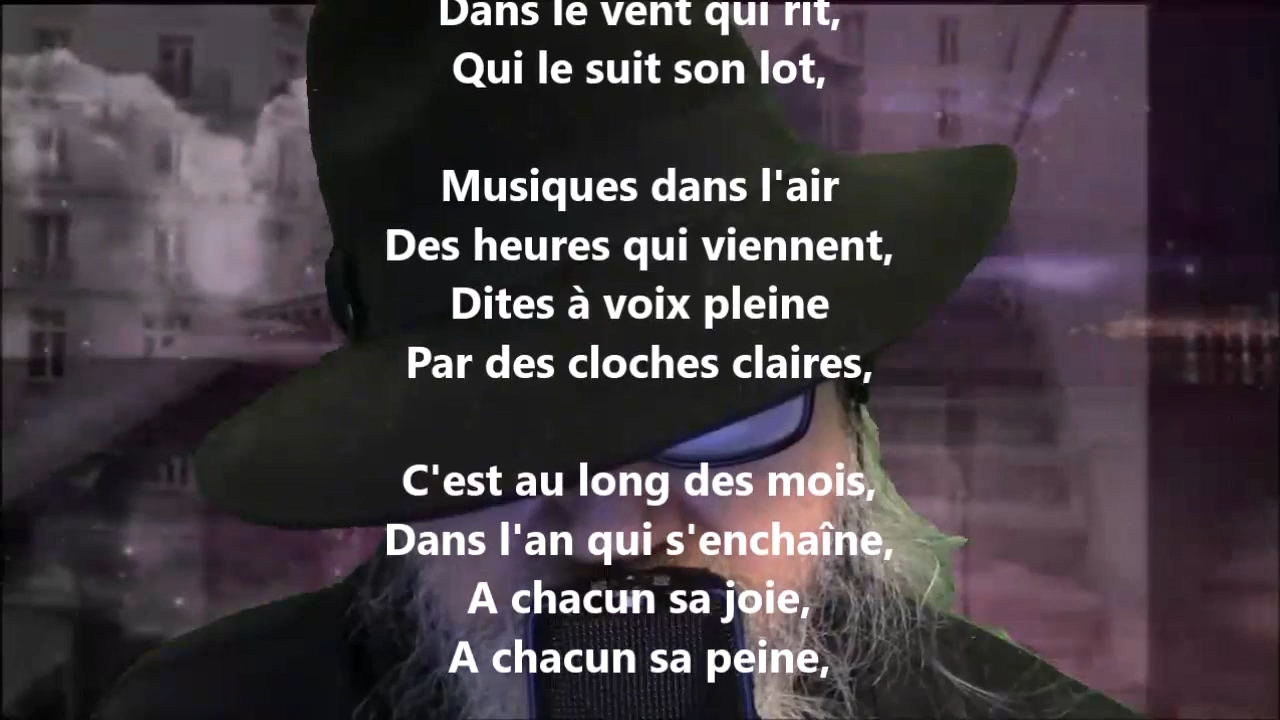 Dans le vent qui rit,
Qui le suit son lot,
Musiques dans l'air
Des heures qui viennent,
Dites à voix pleine
Par des cloches claires,
C'est au long des mois,
Dans l'an qui s'enchaîne,
A chacun sa joie,
A chacun sa peine,